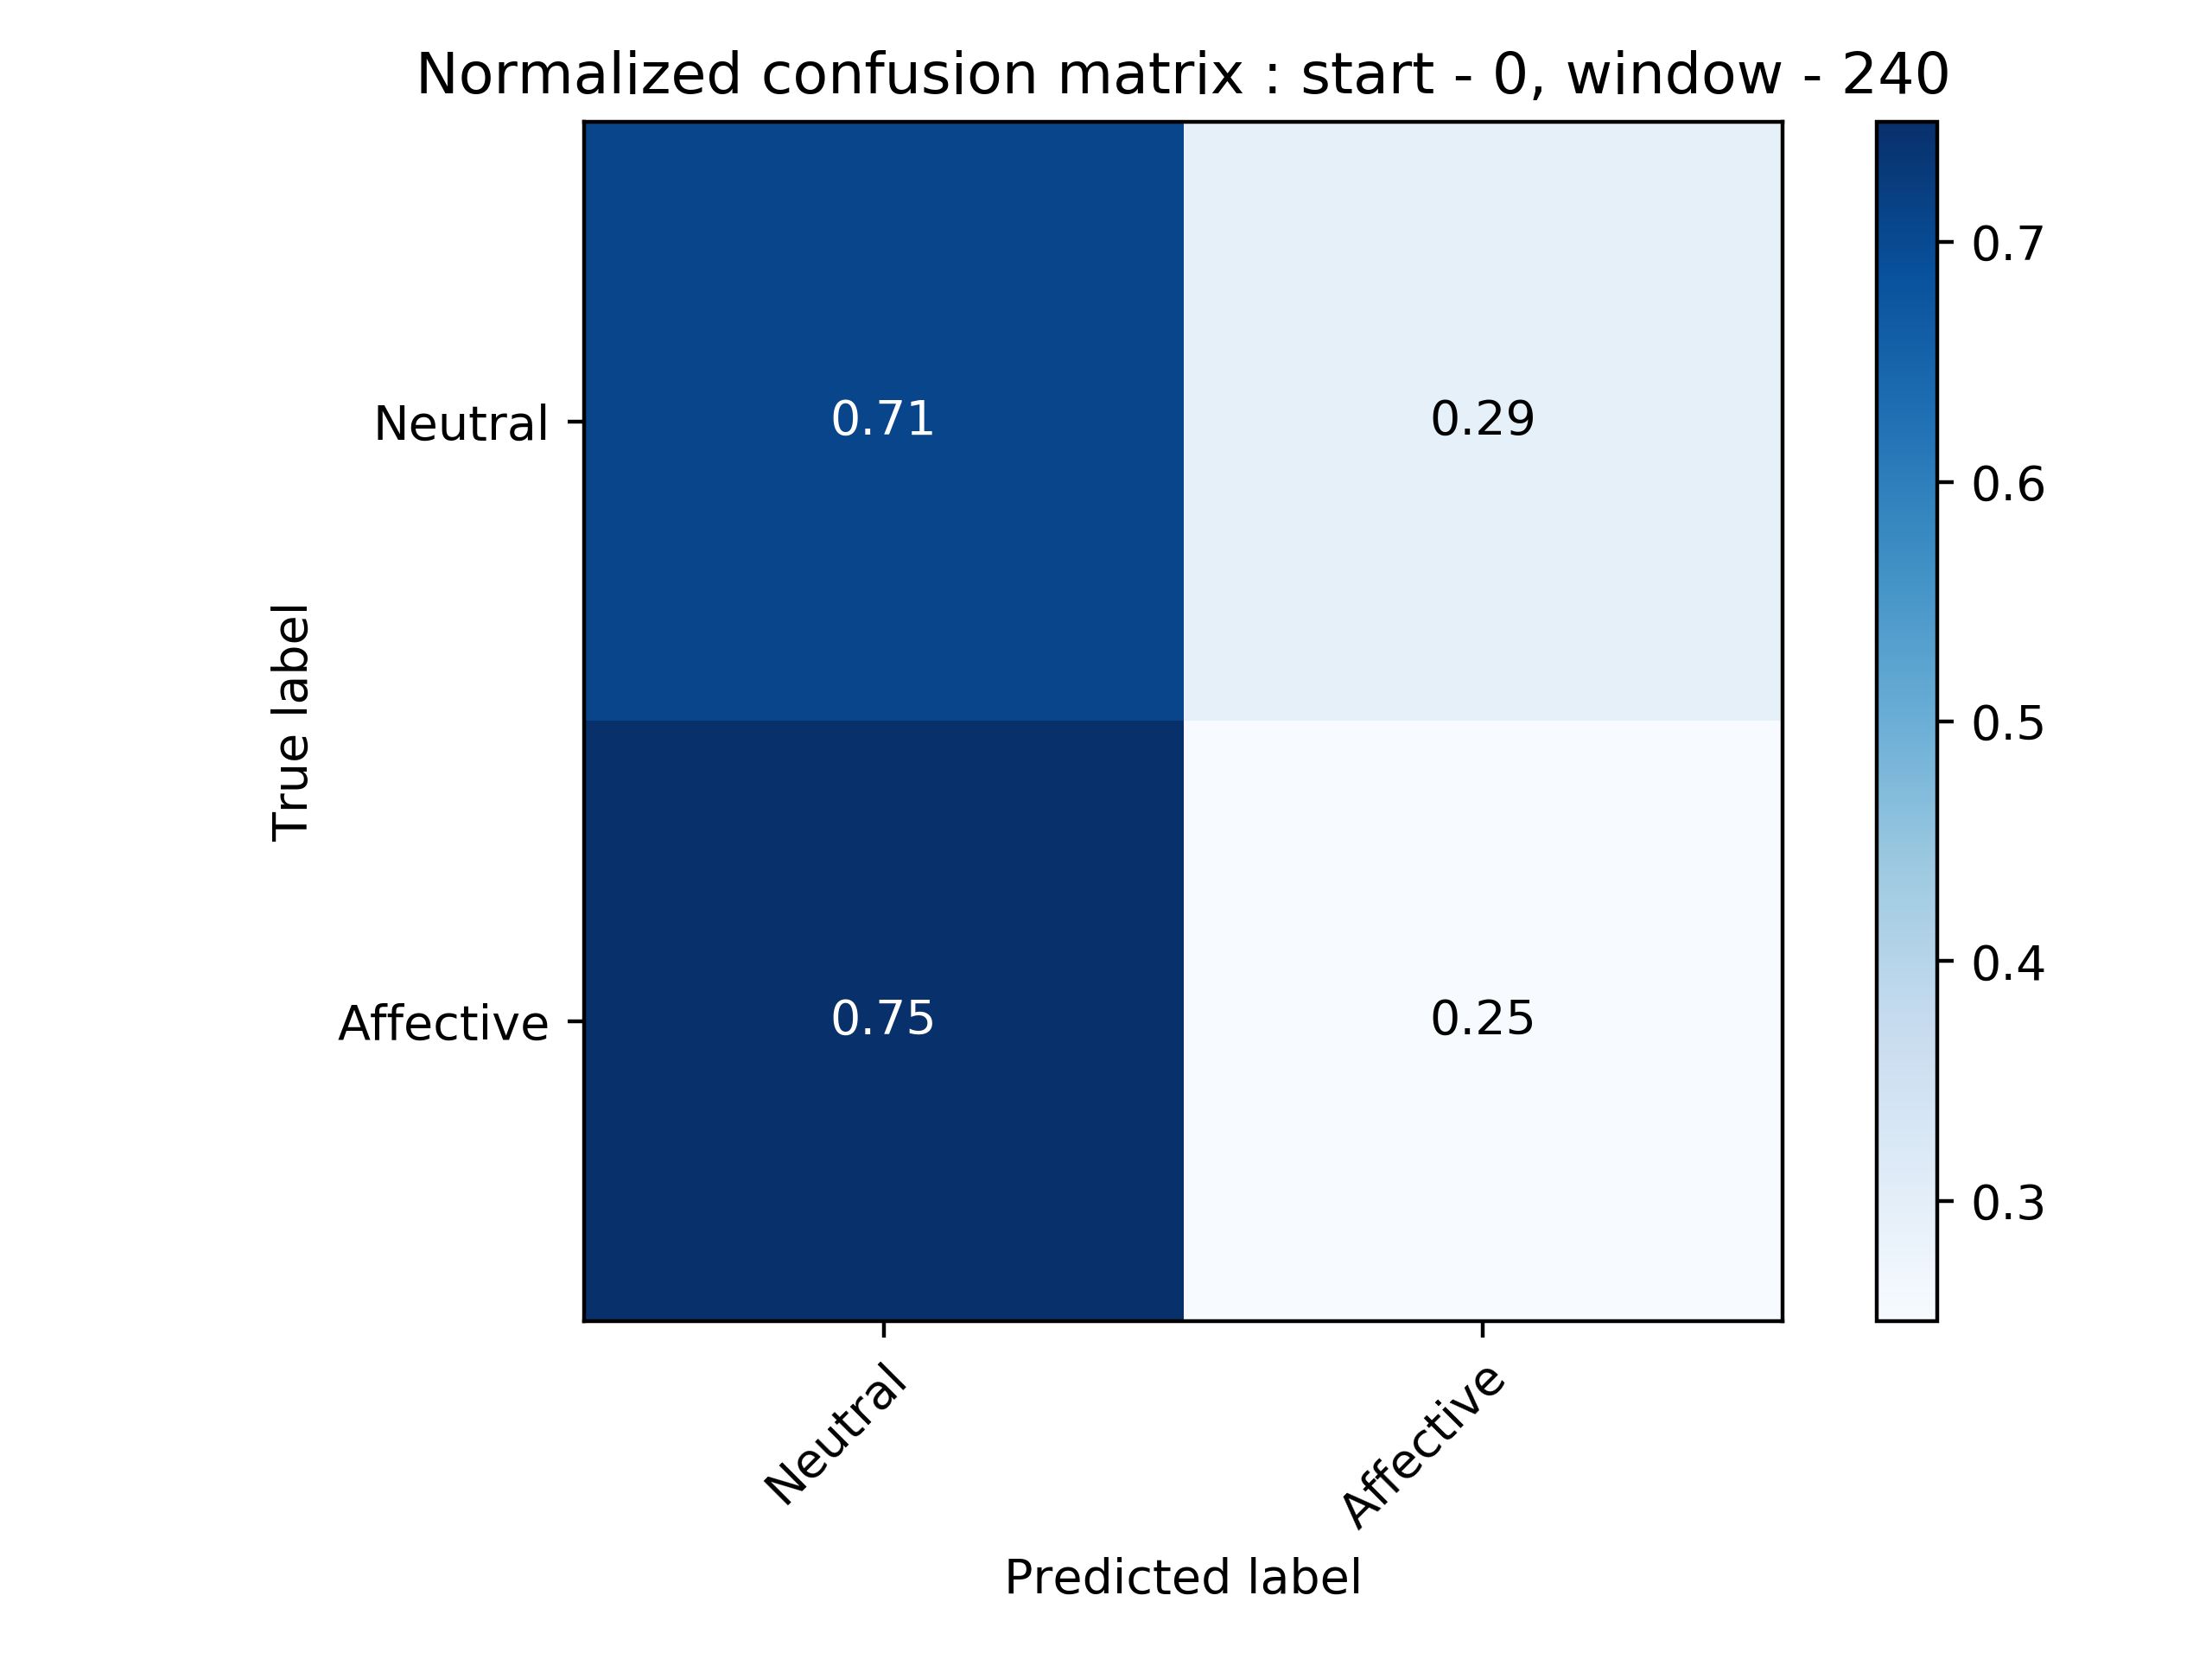 Normalized confusion matrix : start - 0, window - 240
True label
Neutral
0.71
0.29
Affective
0.75
0.25
Neutral
Affective
Predicted label
0.7
0.6
0.5
0.4
0.3